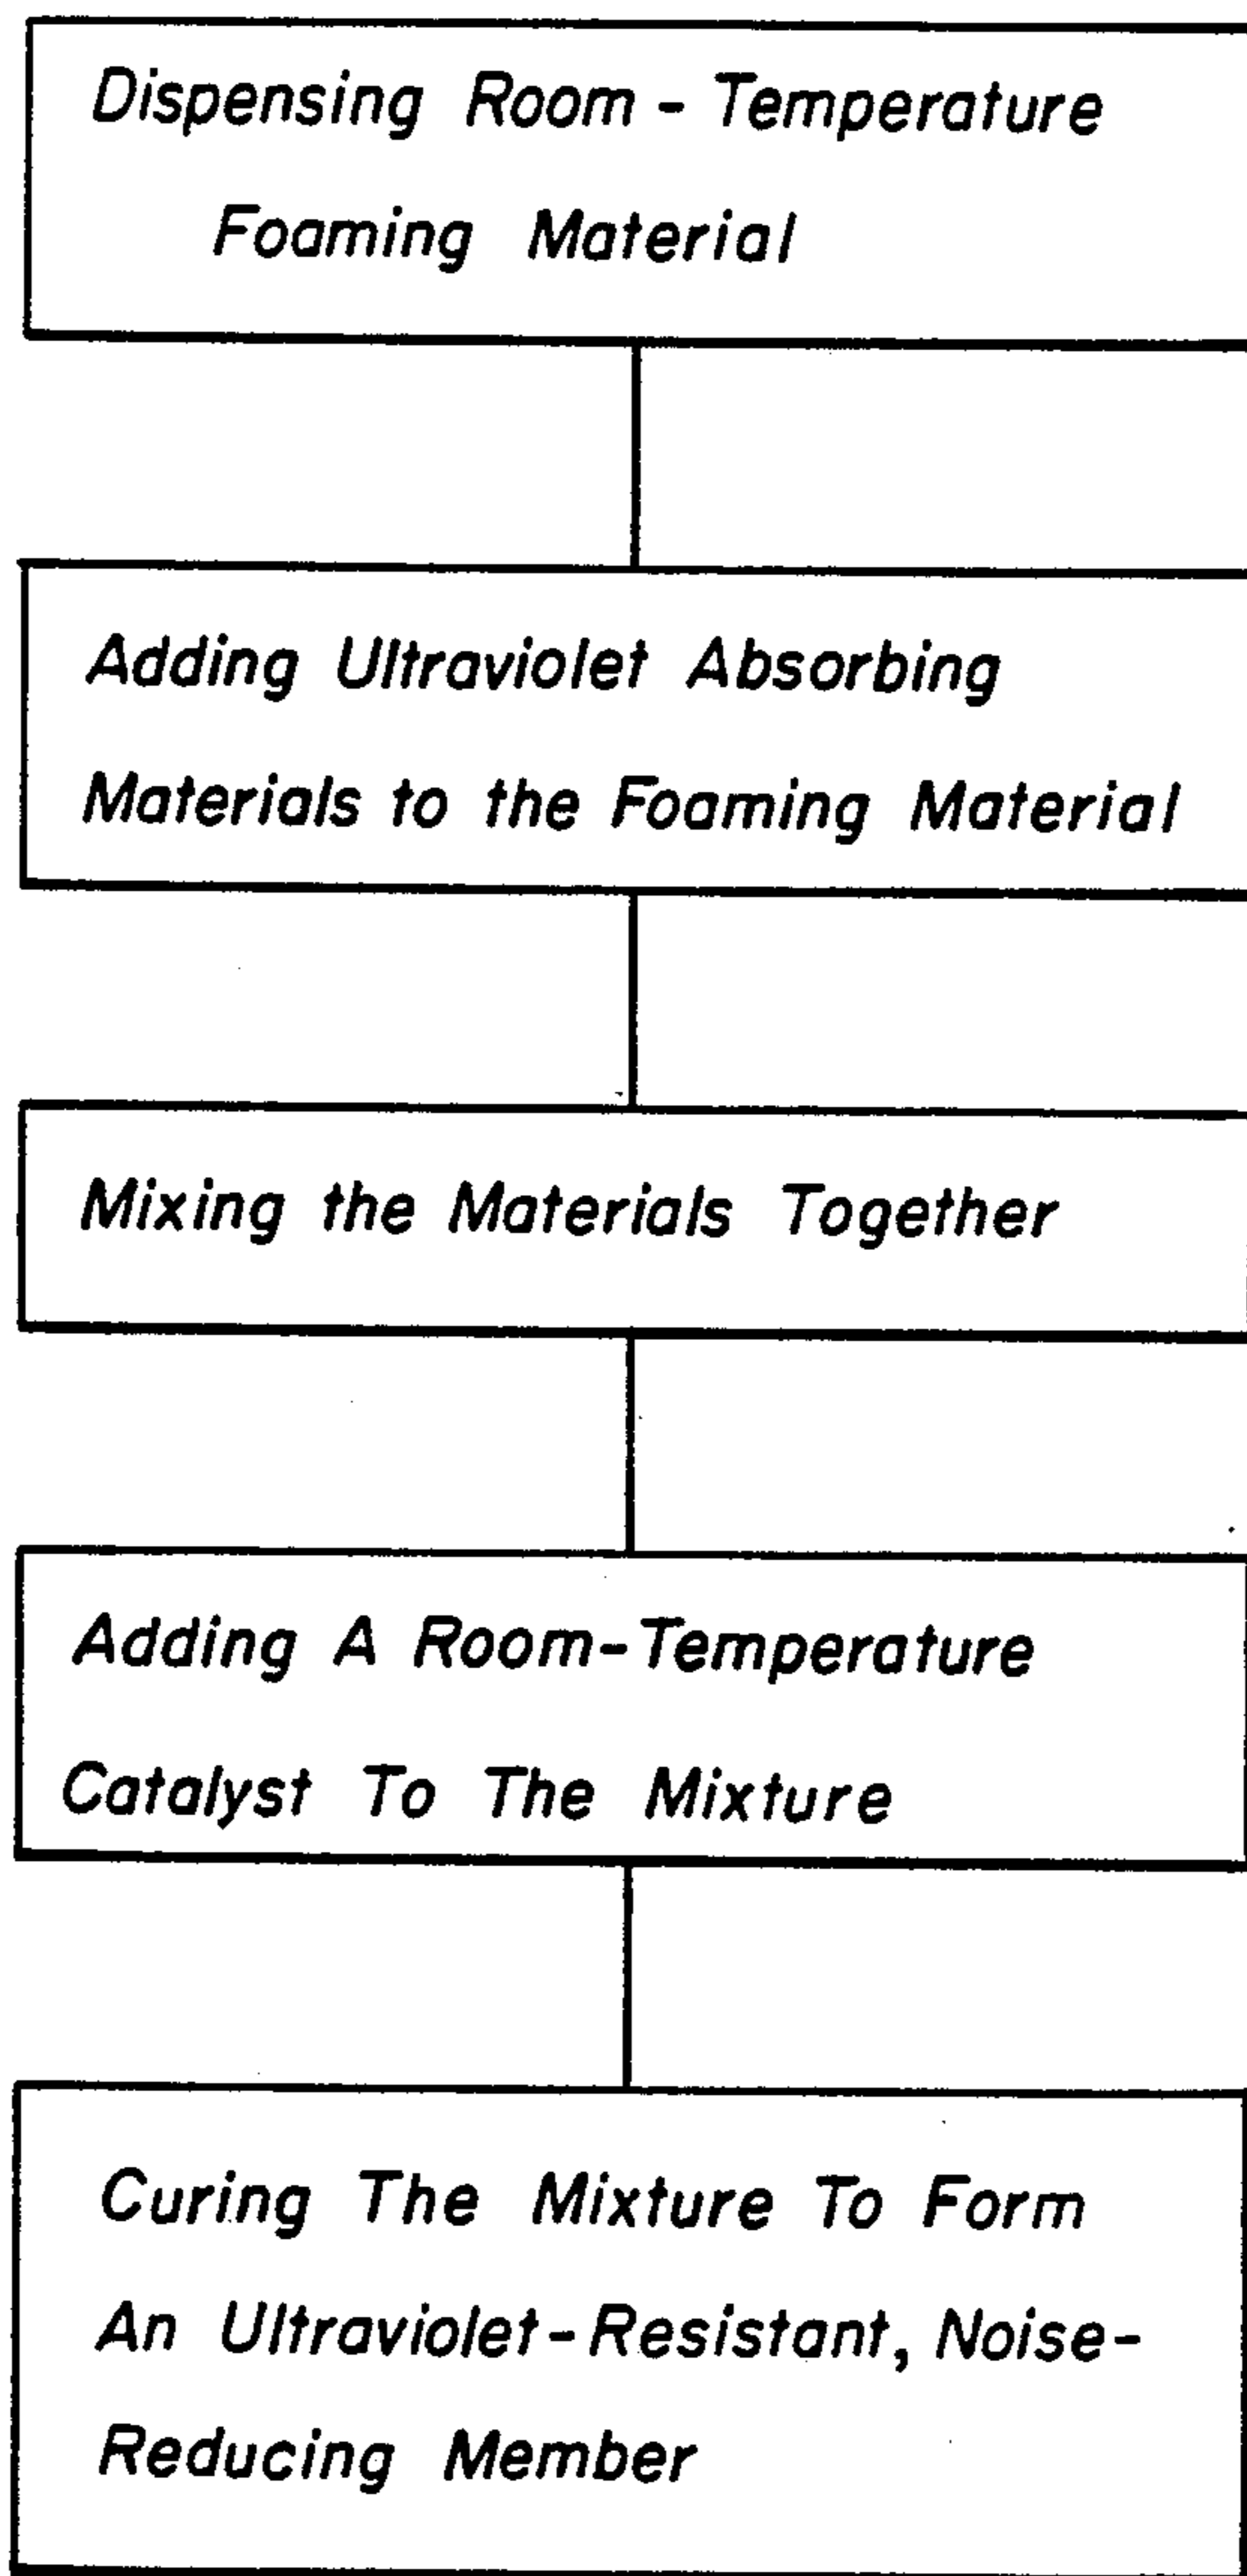 Dispensing Room - Temperature
Foaming Material
Adding Ultraviolet Absorbing
Materials to the Foaming Material
Mixing the Materials Together
Adding A Room-Temperature
Catalyst To The Mixture
Curing The Mixture To Form
An Ultraviolet-Resistant, Noise-
Reducing Member